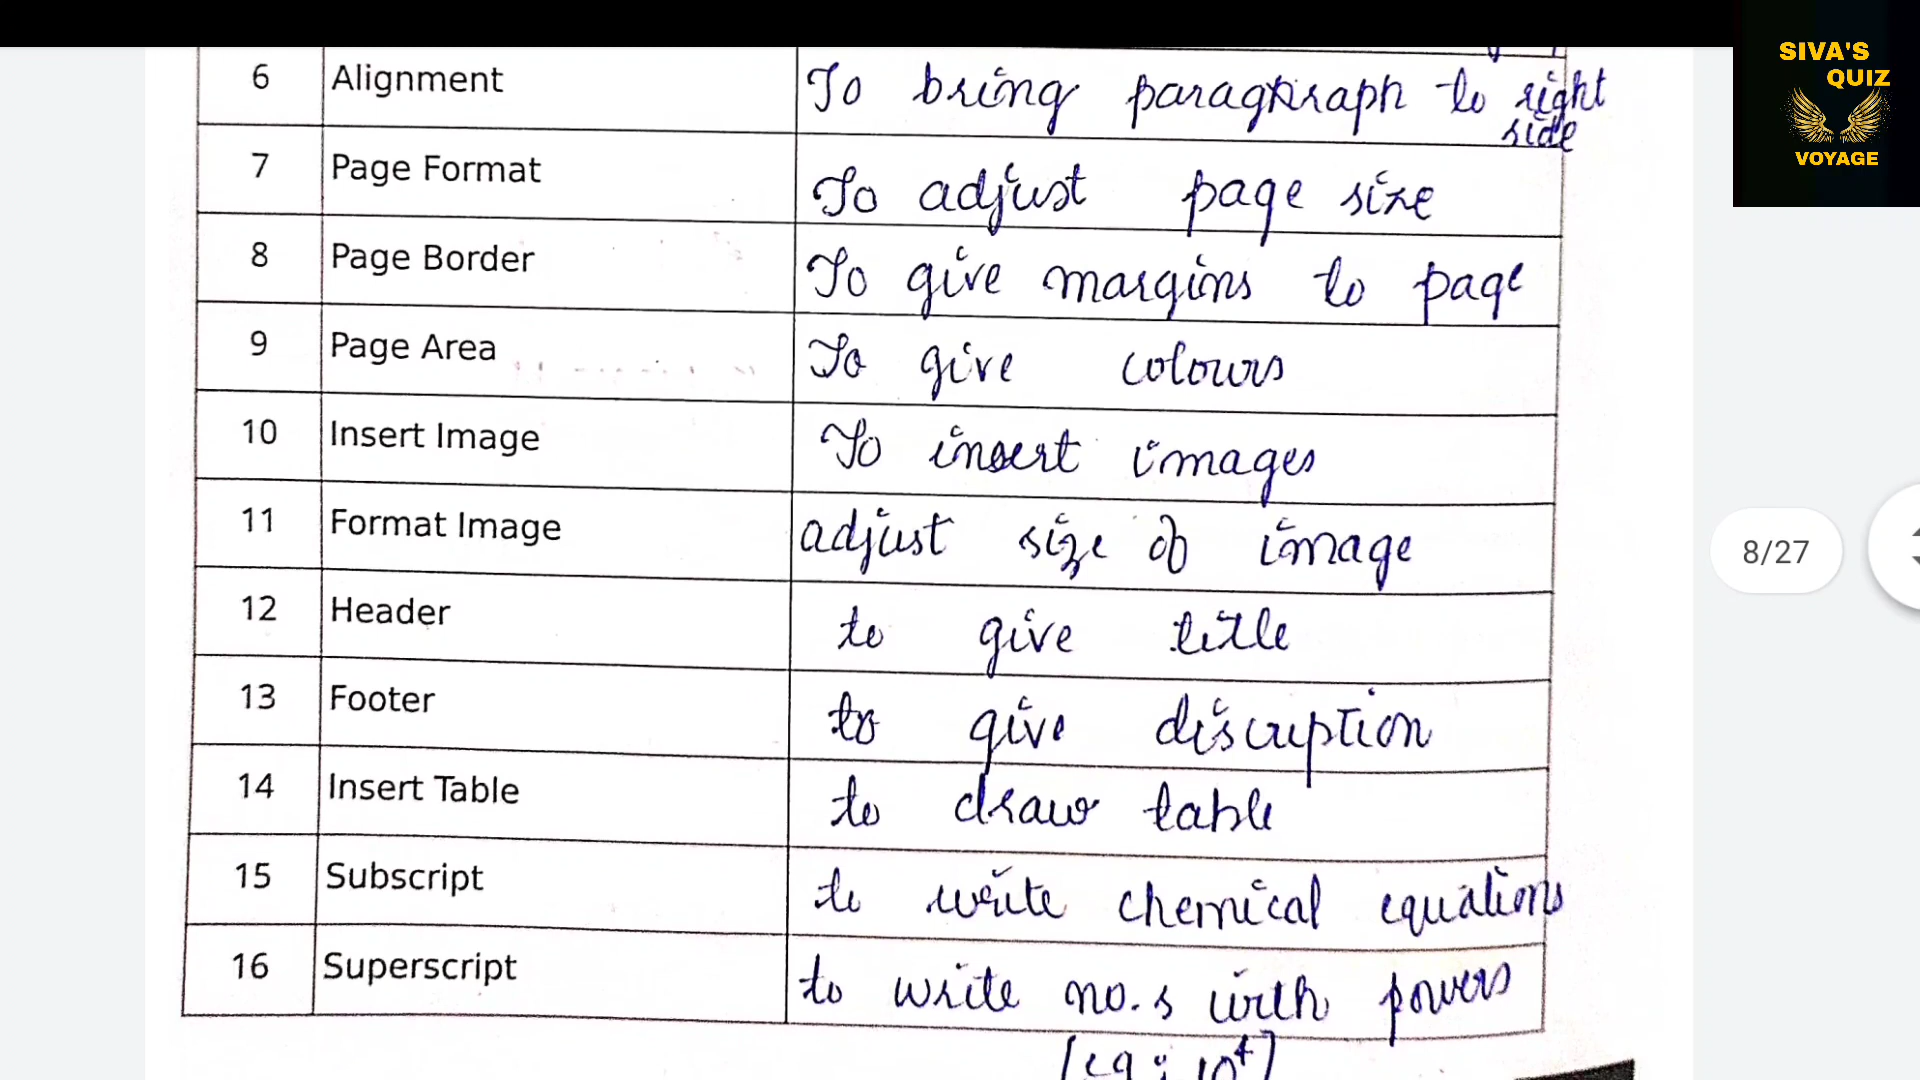 SIVA'S
QUIZ
VOYAGE
6 Alignment To bring paragraph to right
side
7 Page Format To adjust page size
8 Page Border To give margins to page
9 Page Area To give colours
10 Insert Image To insert images
11 Format Image adjust size of image
12 Header to give title
13 Footer to give discription
14 Insert Table to draw table
15 Subscript to write chemical equations
16 Superscript to write no.s with powers
[eg: 10⁴]
8/27